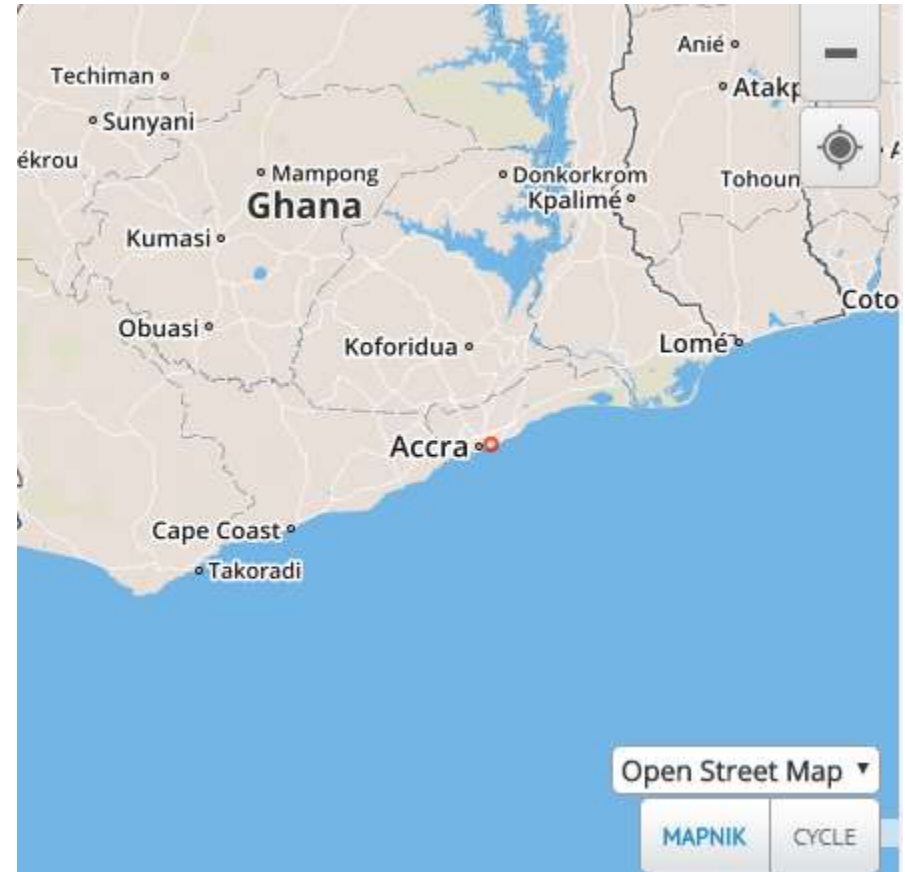 Anié
Techiman
Atakp
Sunyani
ékrou
Mampong
Donkorkrom
Tohoun
Ghana
Kpalimé
Kumasi
Coto
Obuasi
Koforidua
Lomé
Accra
Cape Coast
Takoradi
Open Street Map
MAPNIK
CYCLE